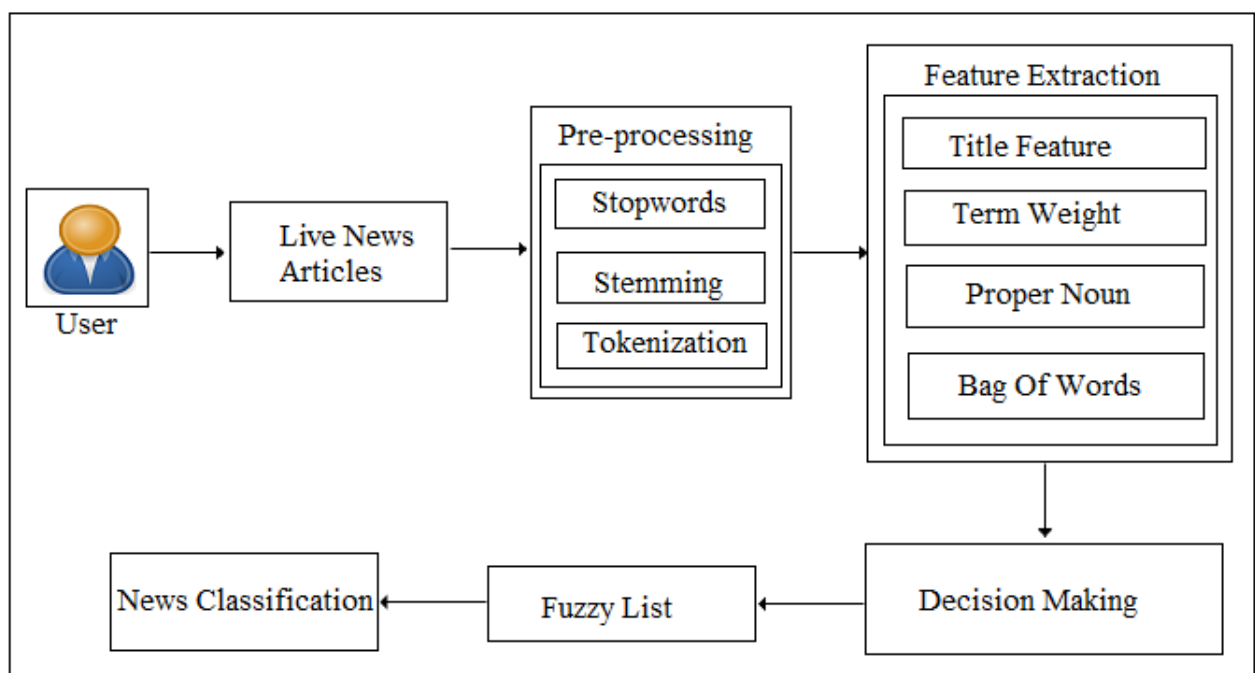 User
Live News
Articles
Pre-processing
Stopwords
Stemming
Tokenization
Feature Extraction
Title Feature
Term Weight
Proper Noun
Bag Of Words
Decision Making
Fuzzy List
News Classification